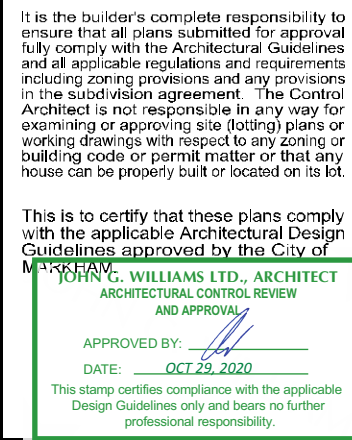 It is the builder's complete responsibility to
ensure that all plans submitted for approval
fully comply with the Architectural Guidelines
and all applicable regulations and requirements
including zoning provisions and any provisions
in the subdivision agreement. The Control
Architect is not responsible in any way for
examining or approving site (lotting) plans or
working drawings with respect to any zoning or
building code or permit matter or that any
house can be properly built or located on its lot.
This is to certify that these plans comply
with the applicable Architectural Design
Guidelines approved by the City of
MARKHAM.
JOHN G. WILLIAMS LTD., ARCHITECT
ARCHITECTURAL CONTROL REVIEW
AND APPROVAL
APPROVED BY:
DATE: OCT 29, 2020
This stamp certifies compliance with the applicable
Design Guidelines only and bears no further
professional responsibility.